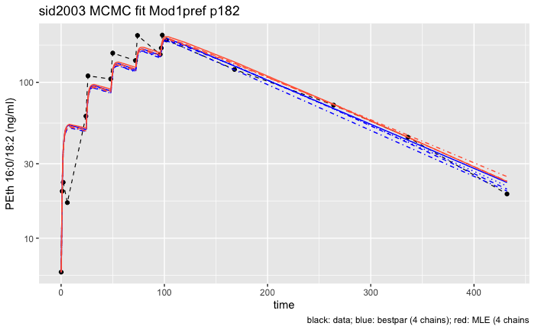 sid2003 MCMC fit Mod1pref p182
PEth 16:0/18:2 (ng/ml)
100
30
10
0
100
200
300
400
time
black: data; blue: bestpar (4 chains); red: MLE (4 chains